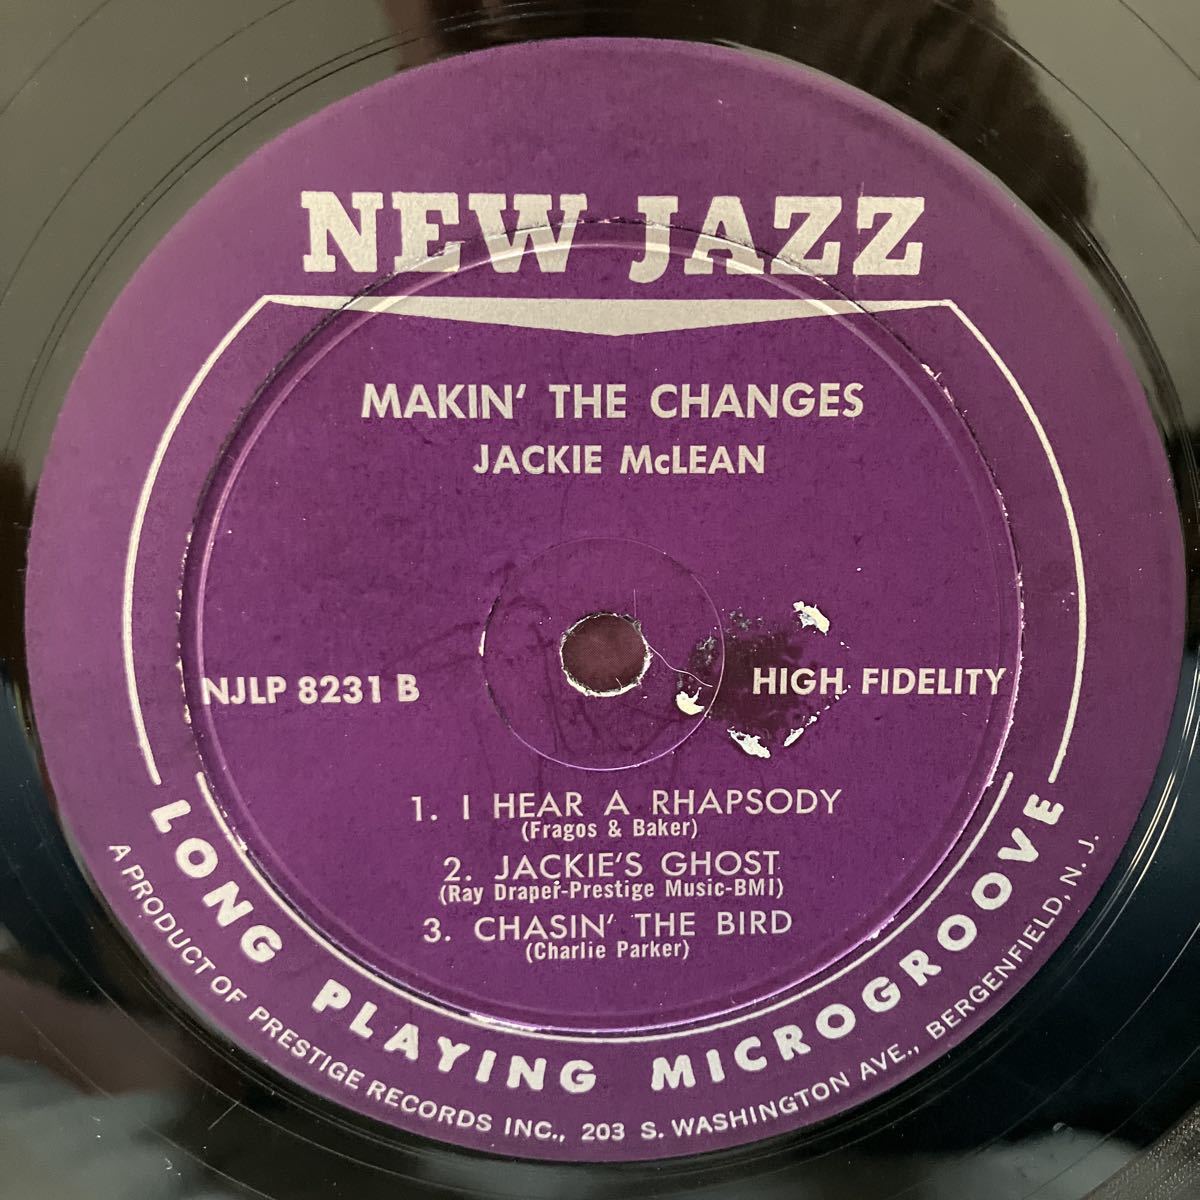 NEW JAZZ
MAKIN' THE CHANGES
JACKIE McLEAN
NJLP 8231 B
HIGH FIDELITY
1. I HEAR A RHAPSODY
(Fragos & Baker)
2. JACKIE'S GHOST
(Ray Draper-Prestige Music-BMI)
3. CHASIN' THE BIRD
(Charlie Parker)
LONG PLAYING MICROGROOVE
A PRODUCT OF PRESTIGE RECORDS INC., 203 S. WASHINGTON AVE., BERGENFIELD, N. J.